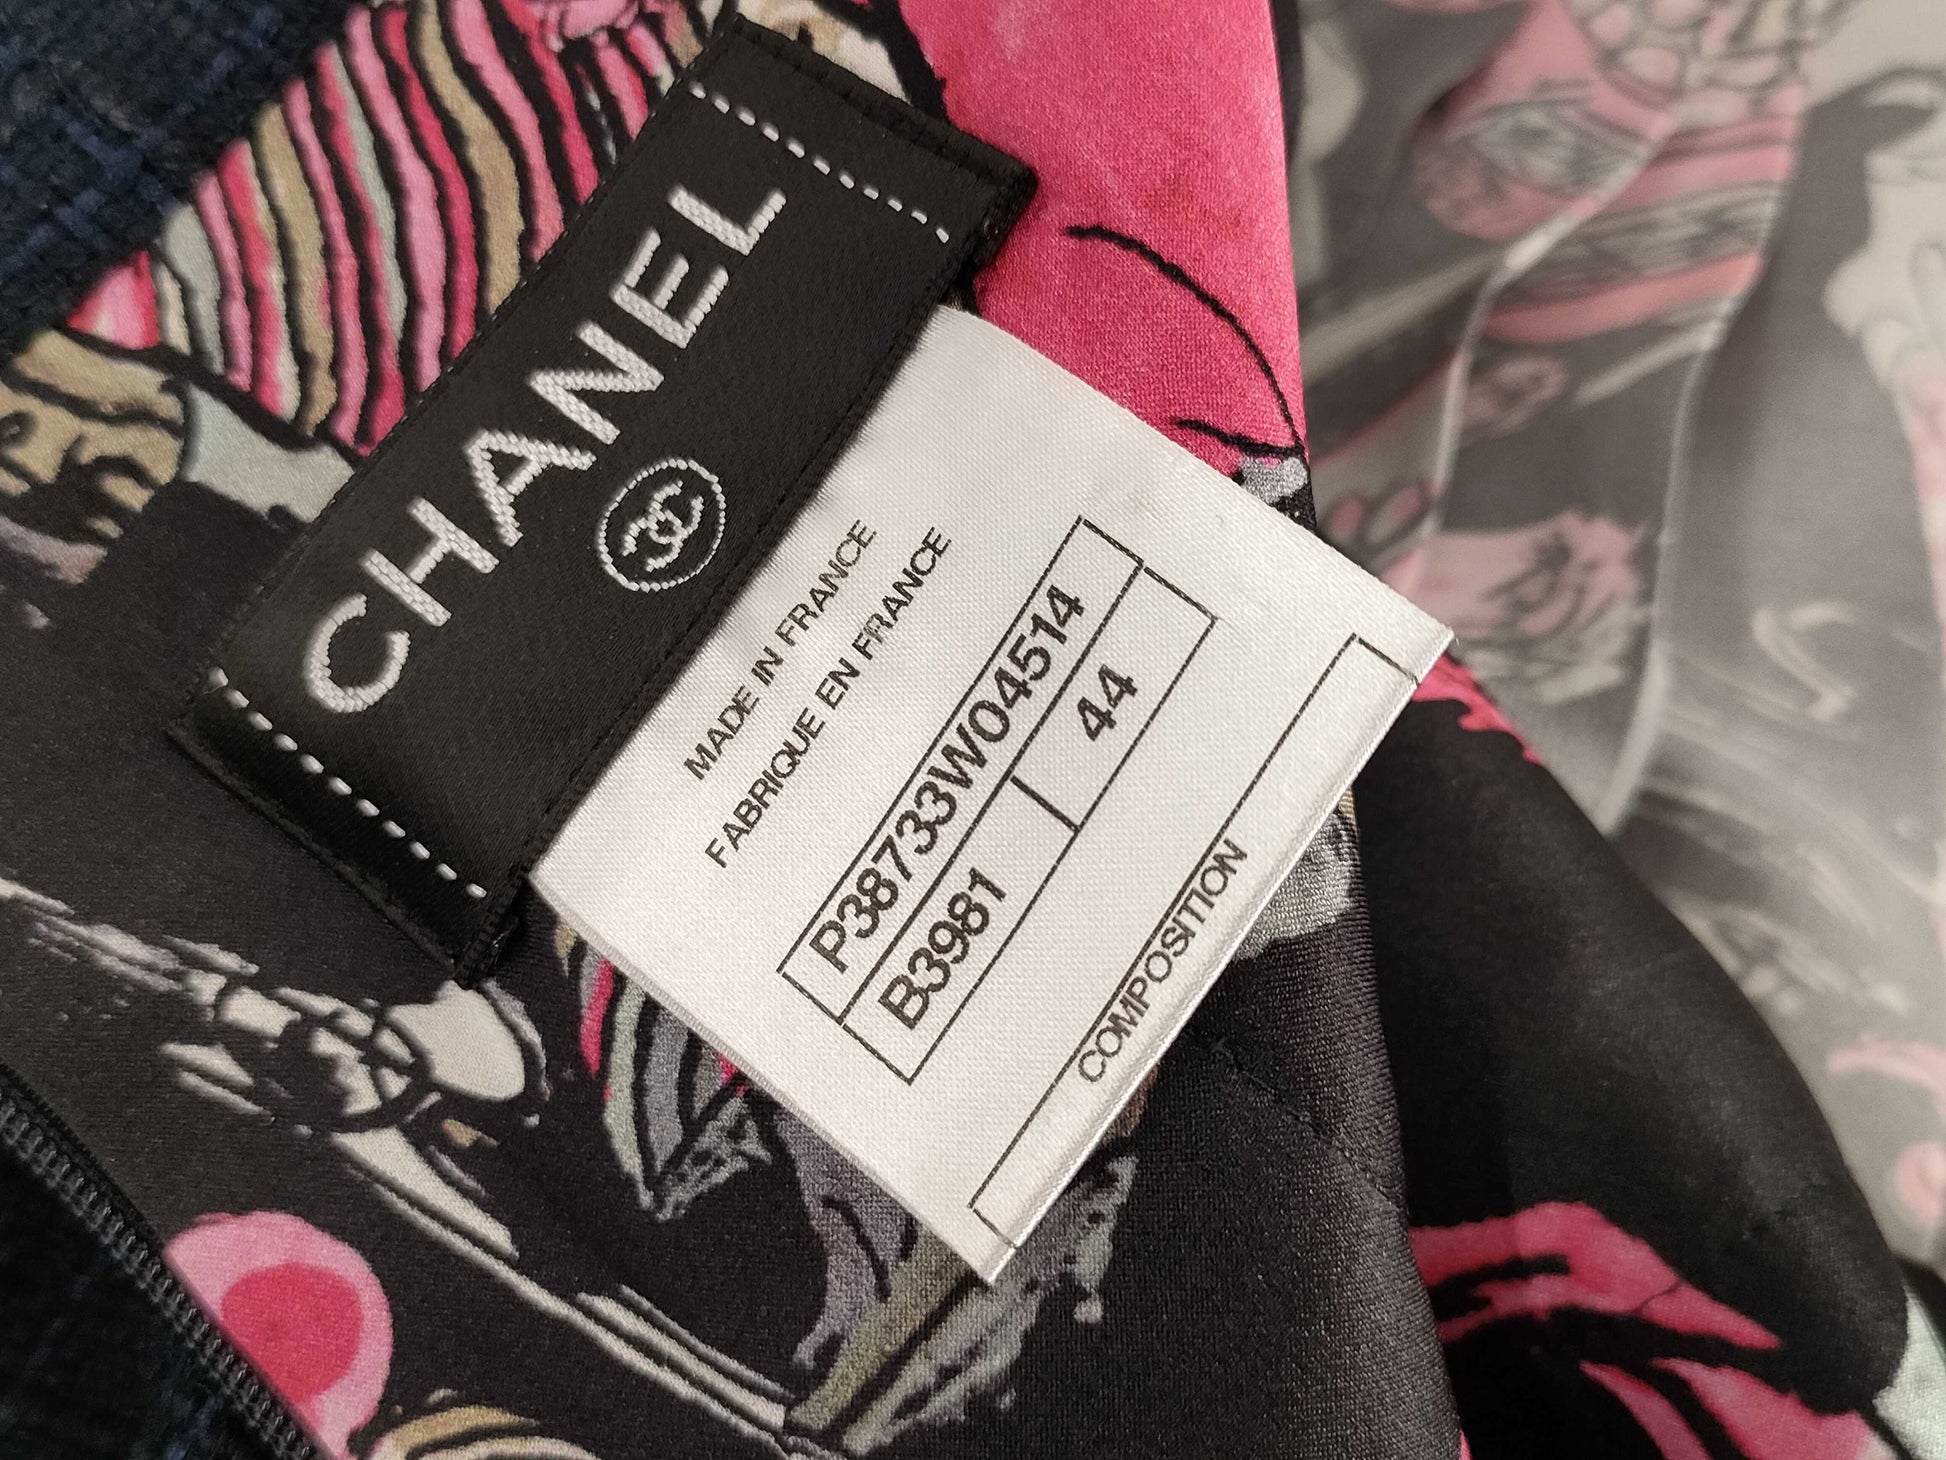 CHANEL
MADE IN FRANCE
FABRIQUE EN FRANCE
P38733W04514
B3981 44
COMPOSITION